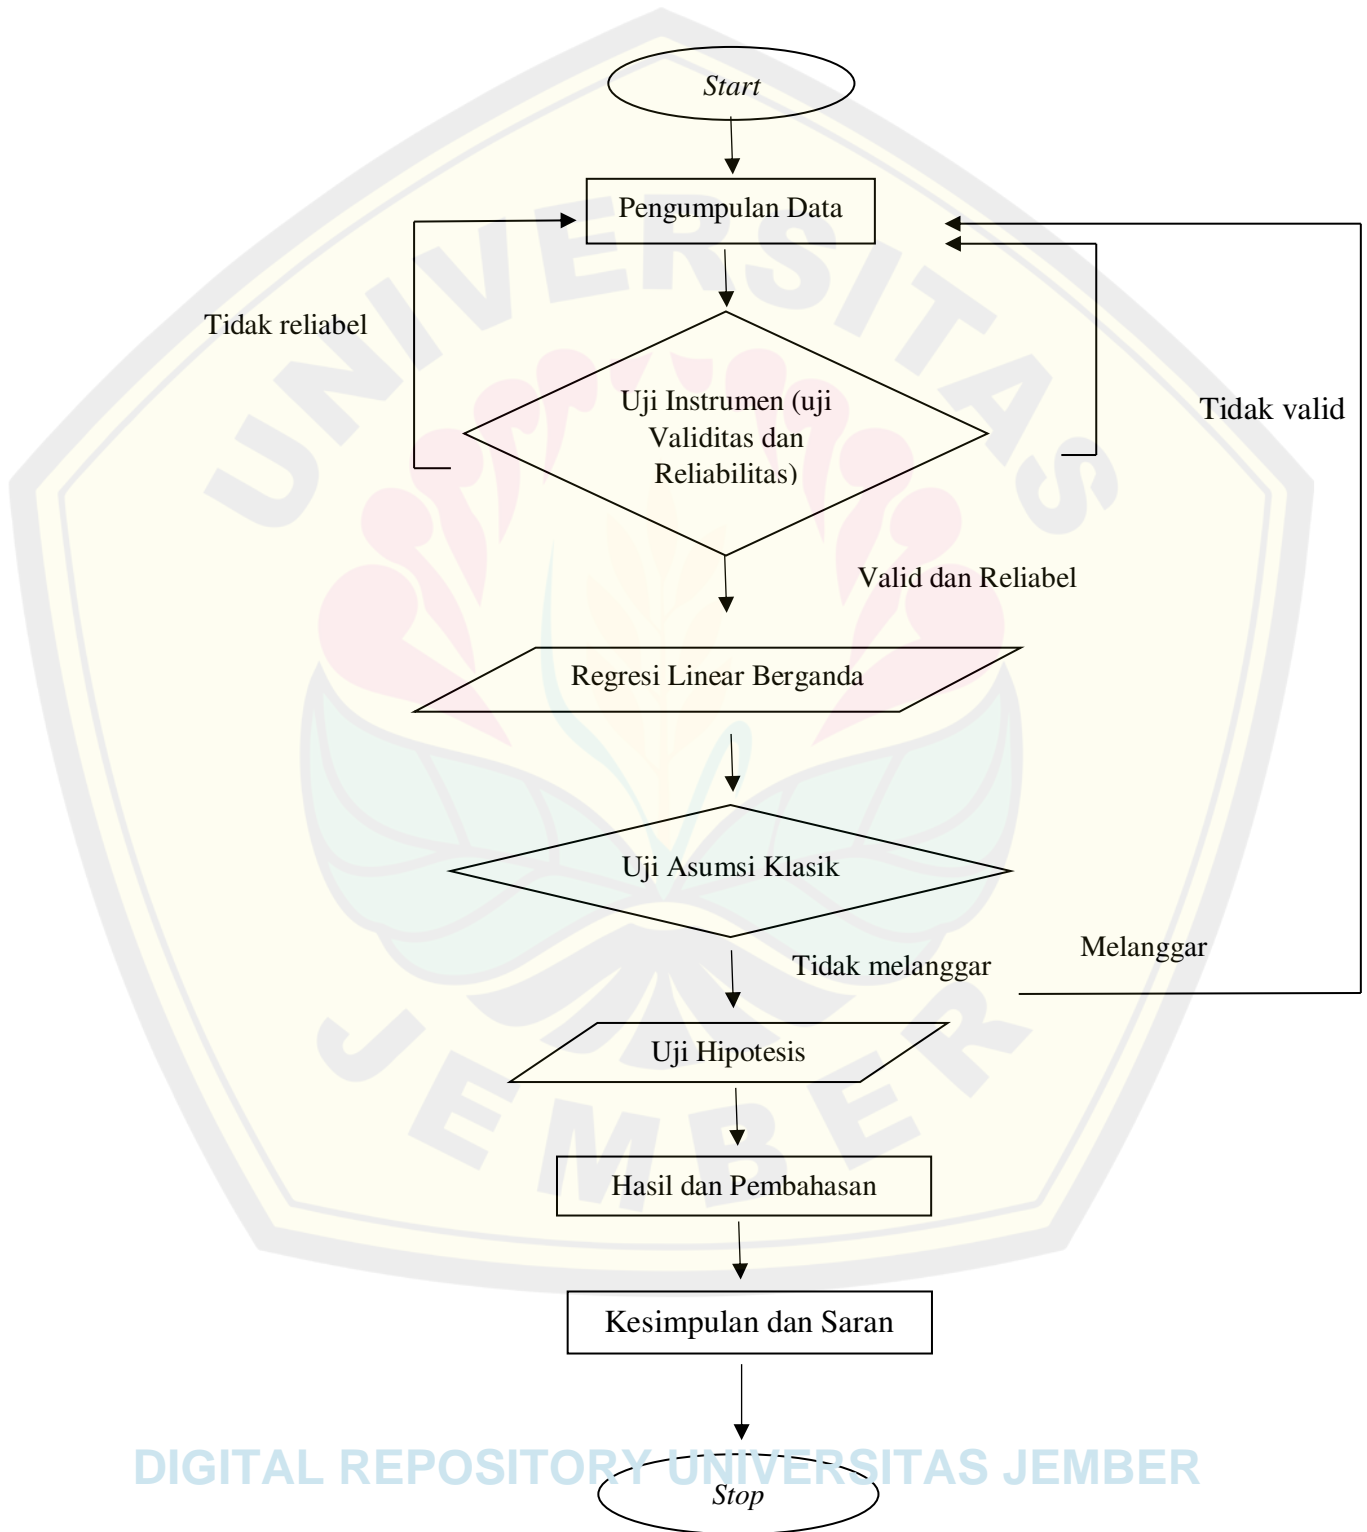 Start
Pengumpulan Data
Tidak reliabel
Uji Instrumen (uji
Validitas dan
Reliabilitas)
Tidak valid
Valid dan Reliabel
Regresi Linear Berganda
Uji Asumsi Klasik
Tidak melanggar
Melanggar
Uji Hipotesis
Hasil dan Pembahasan
Kesimpulan dan Saran
Stop
UNIVERSITAS
JEMBER
DIGITAL REPOSITORY UNIVERSITAS JEMBER